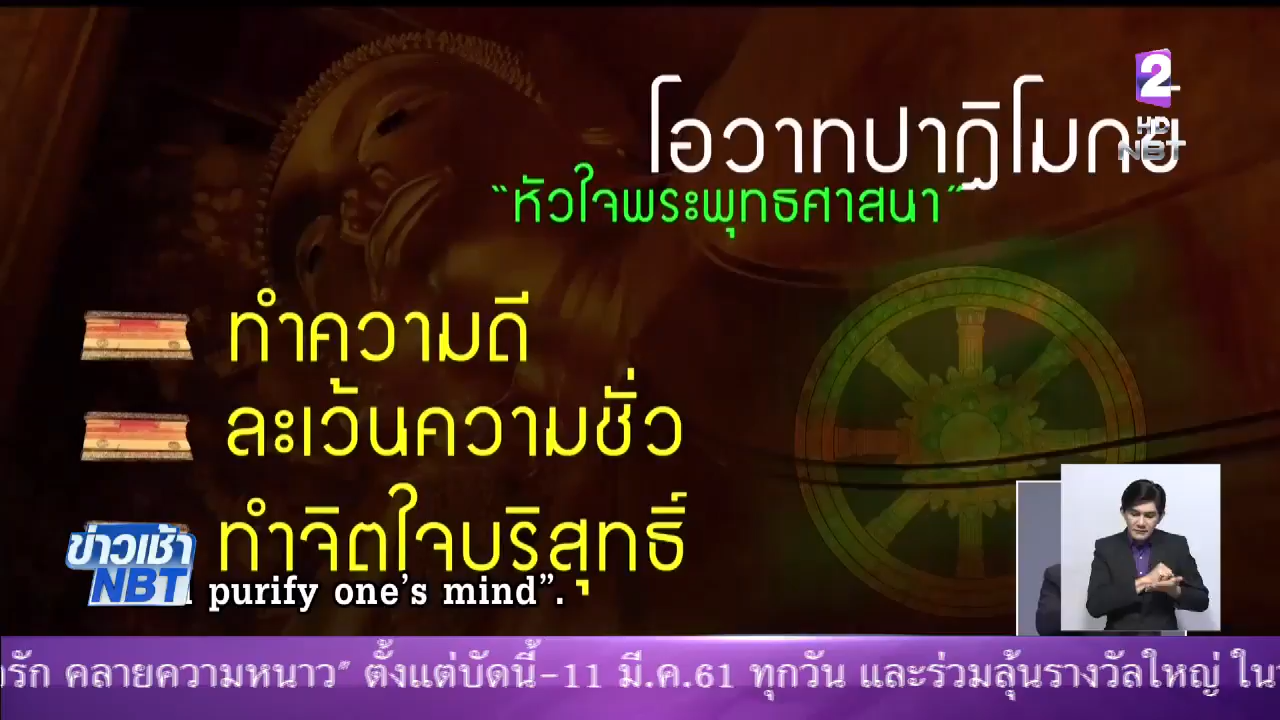 2
HD
NBT
โอวาทปาฏิโมกข์
"หัวใจพระพุทธศาสนา"
ทำความดี
ละเว้นความชั่ว
ทำจิตใจบริสุทธิ์
ข่าวเช้า
NBT
purify one's mind".
รัก คลายความหนาว" ตั้งแต่บัดนี้-11 มี.ค.61 ทุกวัน และร่วมลุ้นรางวัลใหญ่ ใน